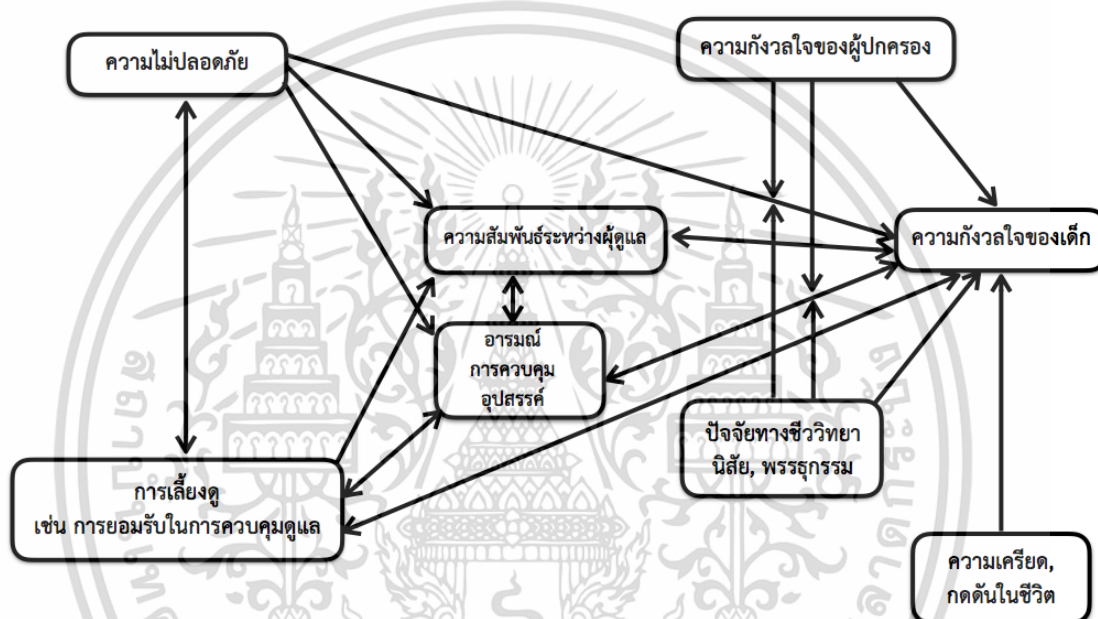 ความไม่ปลอดภัย
ความกังวลใจของผู้ปกครอง
ความสัมพันธ์ระหว่างผู้ดูแล
ความกังวลใจของเด็ก
อารมณ์
การควบคุม
อุปสรรค์
ปัจจัยทางชีววิทยา
นิสัย, พรรธุกรรม
การเลี้ยงดู
เช่น การยอมรับในการควบคุมดูแล
ความเครียด,
กดดันในชีวิต